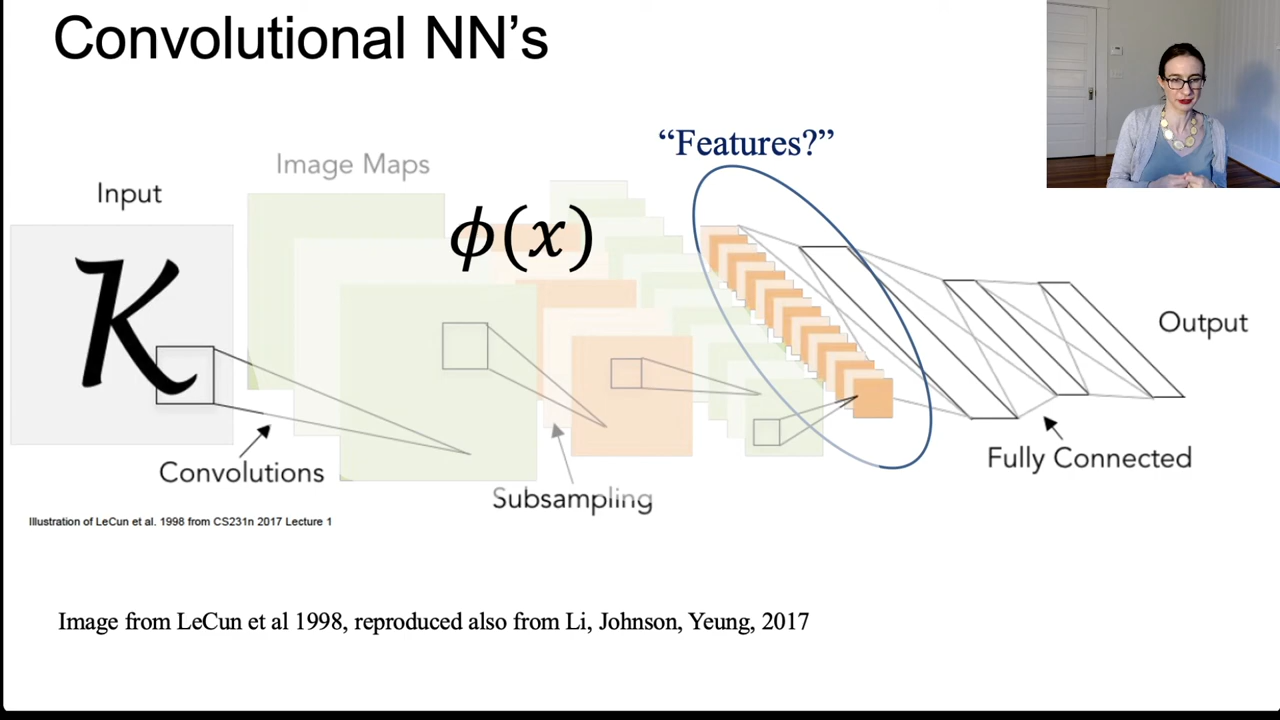 Convolutional NN’s
“Features?”
Image Maps
Input
ϕ(x)
K
Output
Convolutions
Subsampling
Fully Connected
Illustration of LeCun et al. 1998 from CS231n 2017 Lecture 1
Image from LeCun et al 1998, reproduced also from Li, Johnson, Yeung, 2017